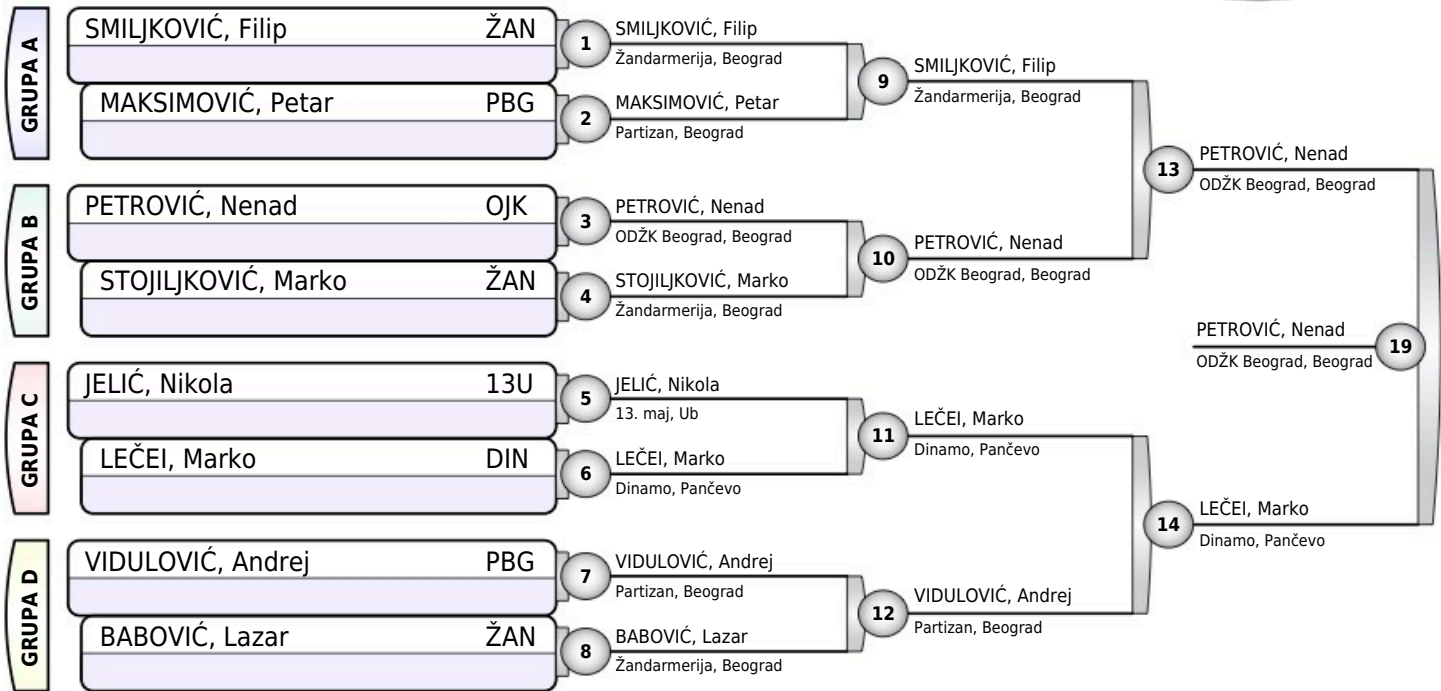 GRUPA A
SMILJKOVIĆ, Filip ŽAN
MAKSIMOVIĆ, Petar PBG
GRUPA B
PETROVIĆ, Nenad OJK
STOJILJKOVIĆ, Marko ŽAN
GRUPA C
JELIĆ, Nikola 13U
LEČEI, Marko DIN
GRUPA D
VIDULOVIĆ, Andrej PBG
BABOVIĆ, Lazar ŽAN
1
SMILJKOVIĆ, Filip
Žandarmerija, Beograd
2
MAKSIMOVIĆ, Petar
Partizan, Beograd
3
PETROVIĆ, Nenad
ODŽK Beograd, Beograd
4
STOJILJKOVIĆ, Marko
Žandarmerija, Beograd
5
JELIĆ, Nikola
13. maj, Ub
6
LEČEI, Marko
Dinamo, Pančevo
7
VIDULOVIĆ, Andrej
Partizan, Beograd
8
BABOVIĆ, Lazar
Žandarmerija, Beograd
9
SMILJKOVIĆ, Filip
Žandarmerija, Beograd
10
PETROVIĆ, Nenad
ODŽK Beograd, Beograd
11
LEČEI, Marko
Dinamo, Pančevo
12
VIDULOVIĆ, Andrej
Partizan, Beograd
13
PETROVIĆ, Nenad
ODŽK Beograd, Beograd
14
LEČEI, Marko
Dinamo, Pančevo
PETROVIĆ, Nenad
ODŽK Beograd, Beograd
19